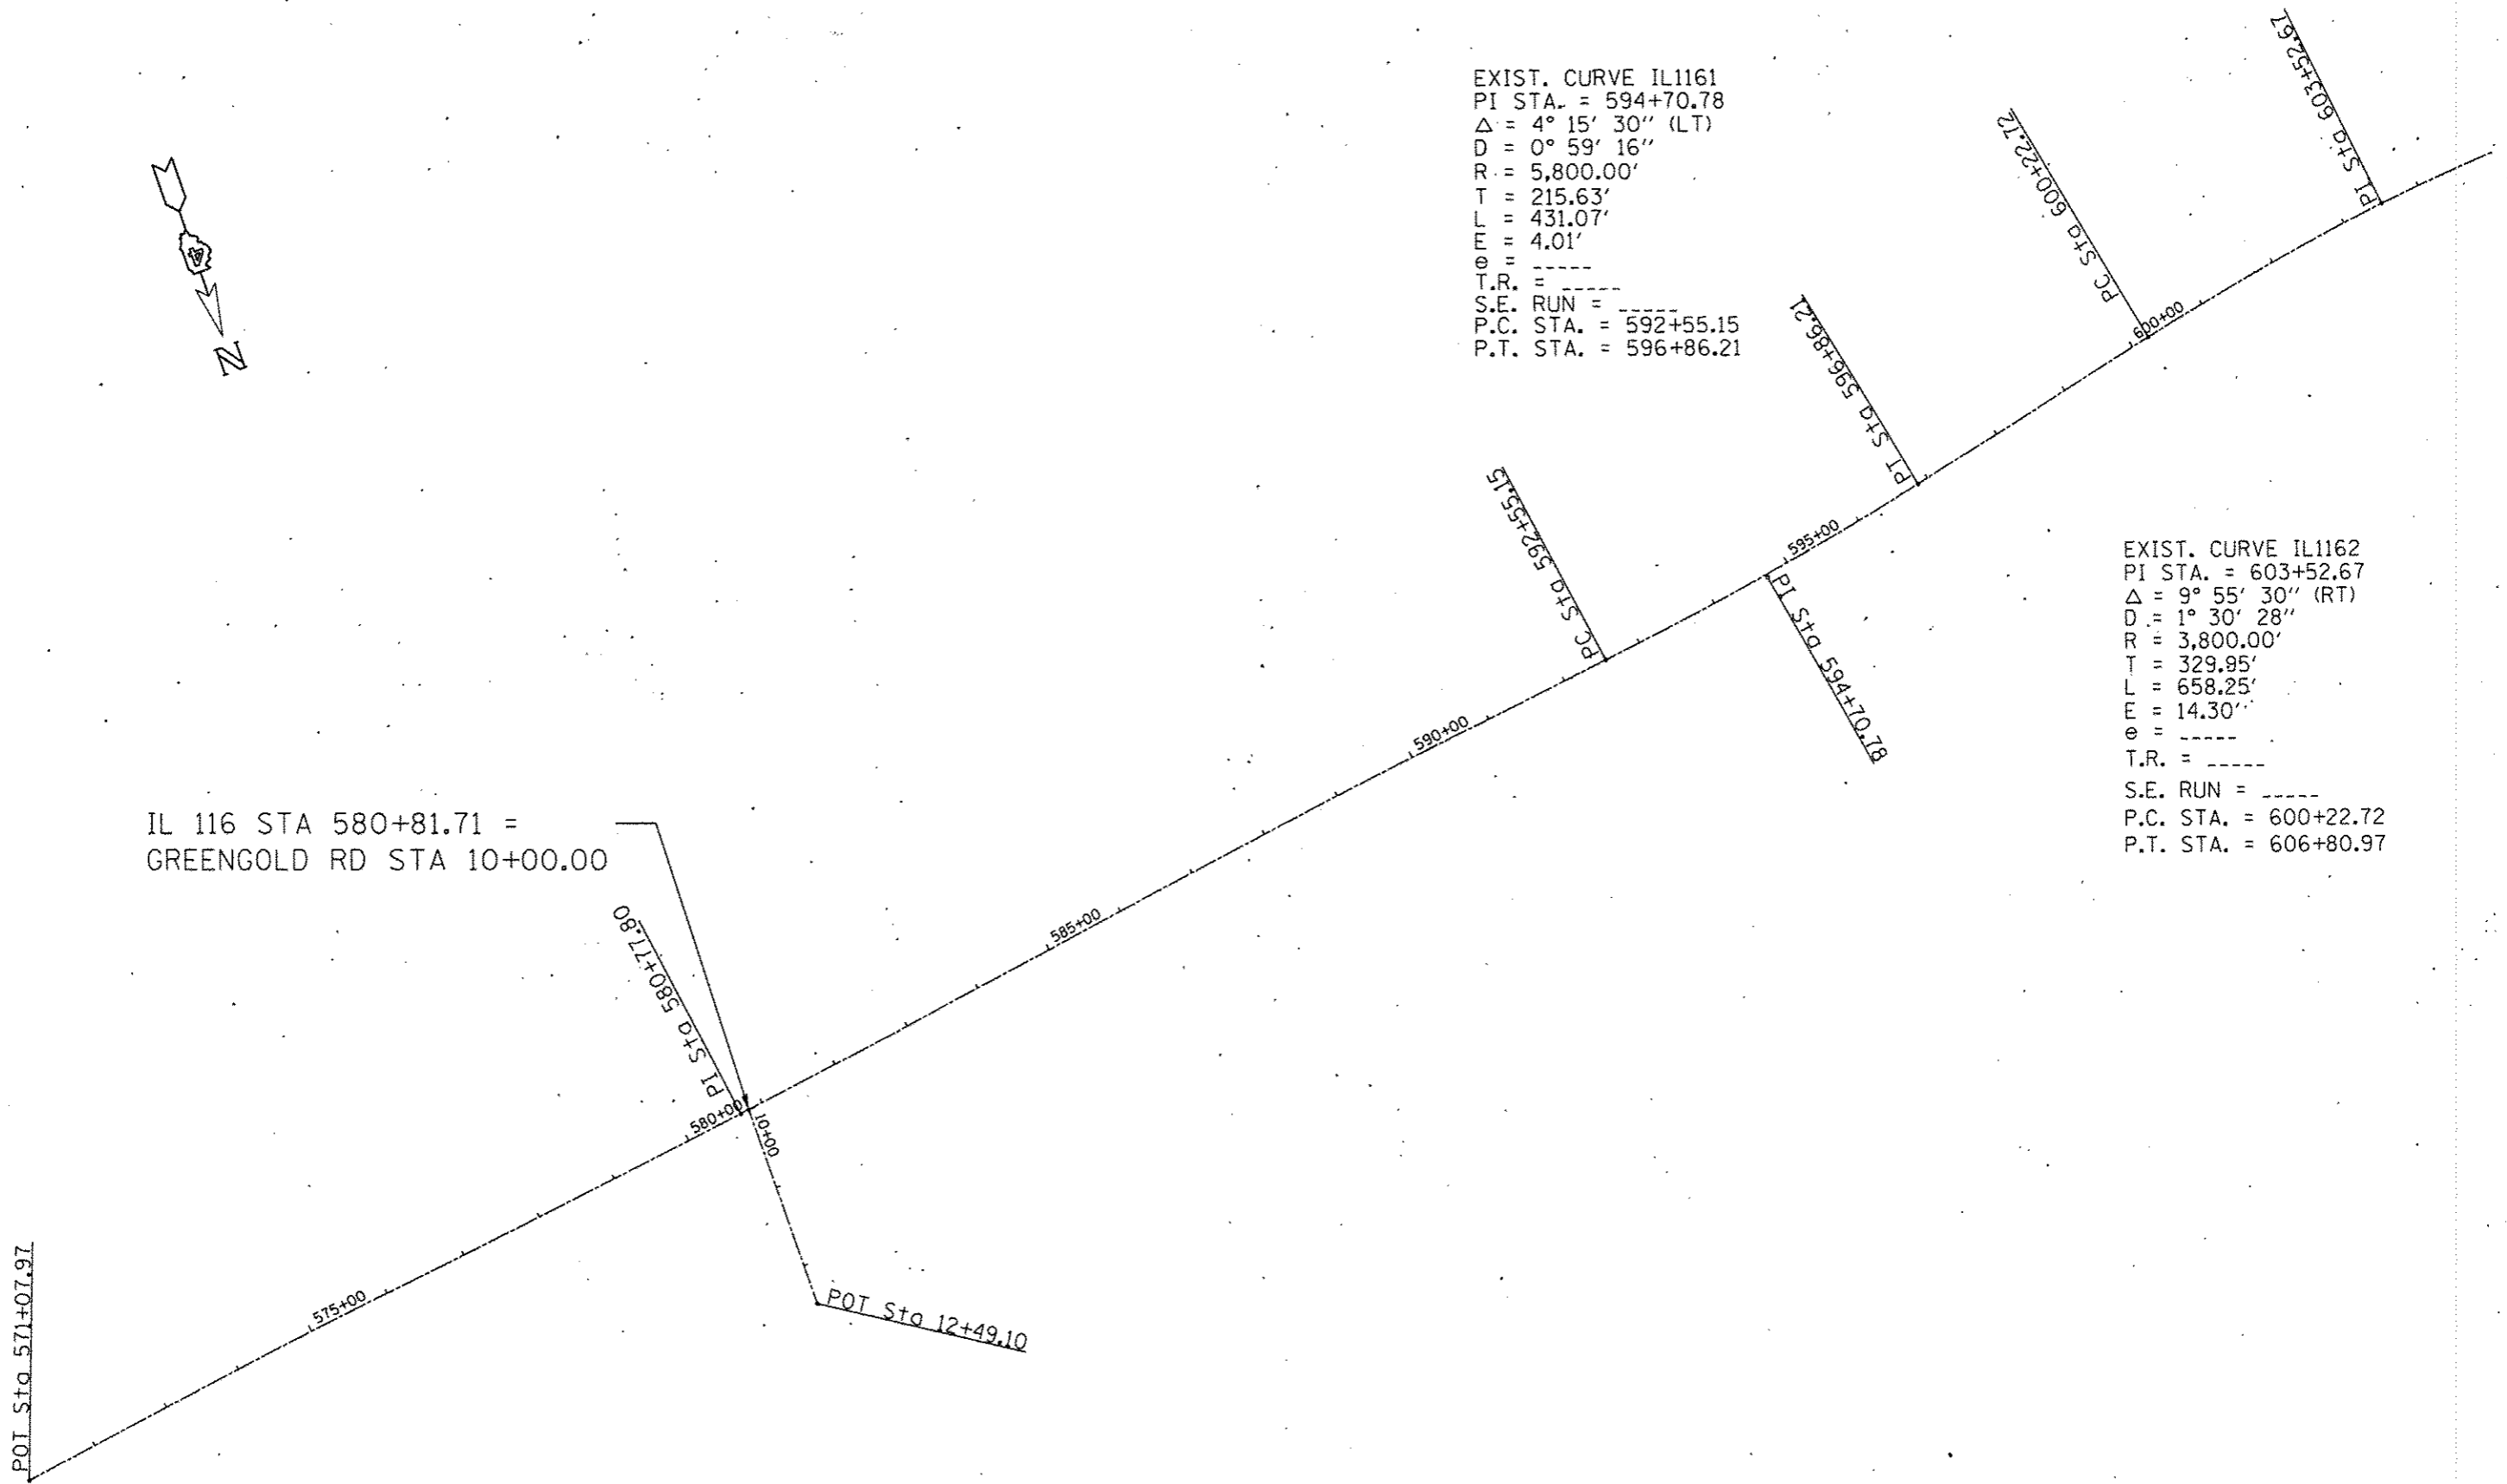 EXIST. CURVE IL1161
PI STA. = 594+70.78
Δ = 4° 15' 30" (LT)
D = 0° 59' 16"
R = 5,800.00'
T = 215.63'
L = 431.07'
E = 4.01'
e = -----
T.R. = -----
S.E. RUN = -----
P.C. STA. = 592+55.15
P.T. STA. = 596+86.21
PI Sta 603+52.67
PC Sta 600+22.72
600+00
N
PT Sta 596+86.21
595+00
PC Sta 592+55.15
PI Sta 594+70.78
EXIST. CURVE IL1162
PI STA. = 603+52.67
Δ = 9° 55' 30" (RT)
D = 1° 30' 28"
R = 3,800.00'
T = 329.95'
L = 658.25'
E = 14.30'
e = -----
T.R. = -----
S.E. RUN = -----
P.C. STA. = 600+22.72
P.T. STA. = 606+80.97
590+00
IL 116 STA 580+81.71 =
GREENGOLD RD STA 10+00.00
585+00
PI Sta 580+77.80
580+00
10+00
575+00
POT Sta 12+49.10
POT Sta 571+07.97